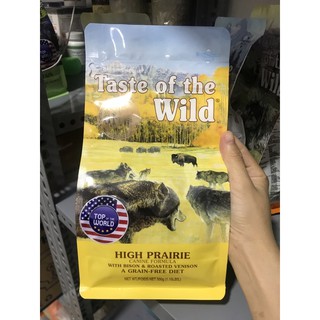 Taste of the
Wild
TOP
WORLD
HIGH PRAIRIE
CANINE FORMULA
WITH BISON & ROASTED VENISON
A GRAIN-FREE DIET